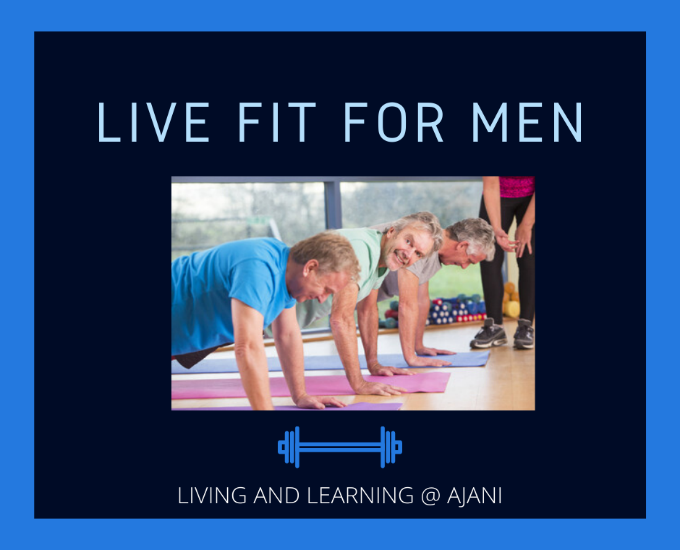 LIVE FIT FOR MEN
LIVING AND LEARNING @ AJANI